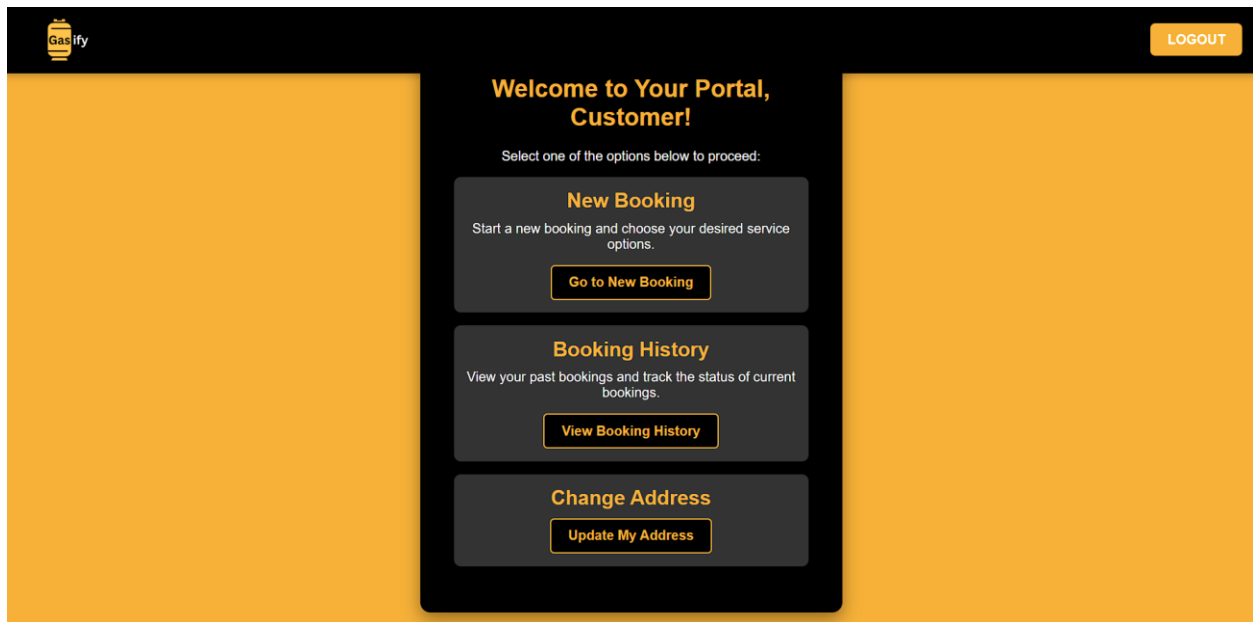 Gasify
LOGOUT
Welcome to Your Portal,
Customer!
Select one of the options below to proceed:
New Booking
Start a new booking and choose your desired service
options.
Go to New Booking
Booking History
View your past bookings and track the status of current
bookings.
View Booking History
Change Address
Update My Address